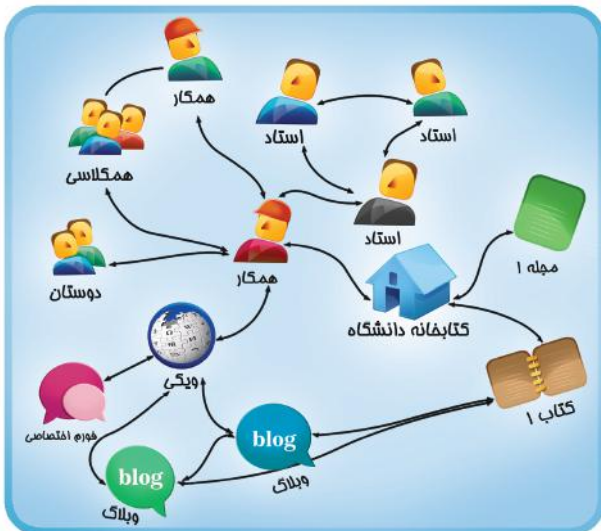 همکار
استاد
استاد
همکلاسی
استاد
دوستان
همکار
مجله ۱
کتابخانه دانشگاه
ویکی
کتاب ۱
فورم اختصاصی
blog
وبلاگ
blog
وبلاگ